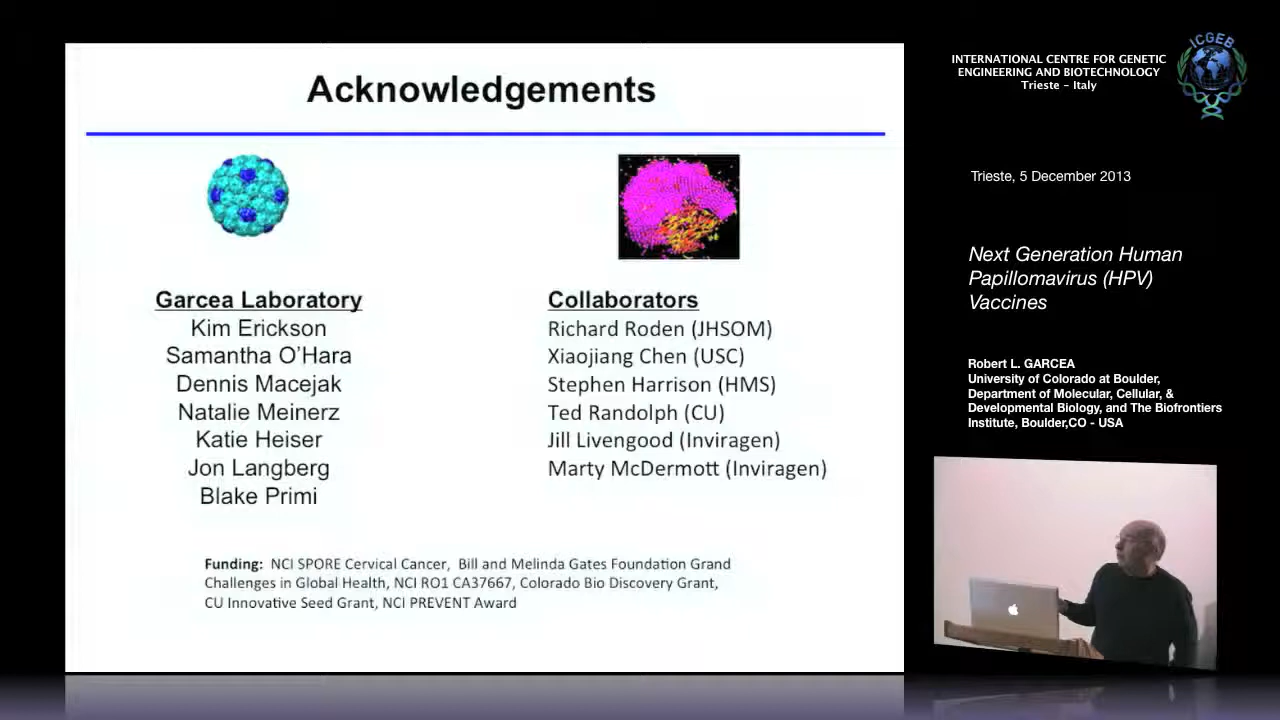 Acknowledgements
Garcea Laboratory
Kim Erickson
Samantha O'Hara
Dennis Macejak
Natalie Meinerz
Katie Heiser
Jon Langberg
Blake Primi
Collaborators
Richard Roden (JHSOM)
Xiaojiang Chen (USC)
Stephen Harrison (HMS)
Ted Randolph (CU)
Jill Livengood (Inviragen)
Marty McDermott (Inviragen)
Funding: NCI SPORE Cervical Cancer, Bill and Melinda Gates Foundation Grand
Challenges in Global Health, NCI RO1 CA37667, Colorado Bio Discovery Grant,
CU Innovative Seed Grant, NCI PREVENT Award
INTERNATIONAL CENTRE FOR GENETIC
ENGINEERING AND BIOTECHNOLOGY
Trieste - Italy
ICGEB
Trieste, 5 December 2013
Next Generation Human
Papillomavirus (HPV)
Vaccines
Robert L. GARCEA
University of Colorado at Boulder,
Department of Molecular, Cellular, &
Developmental Biology, and The Biofrontiers
Institute, Boulder,CO - USA